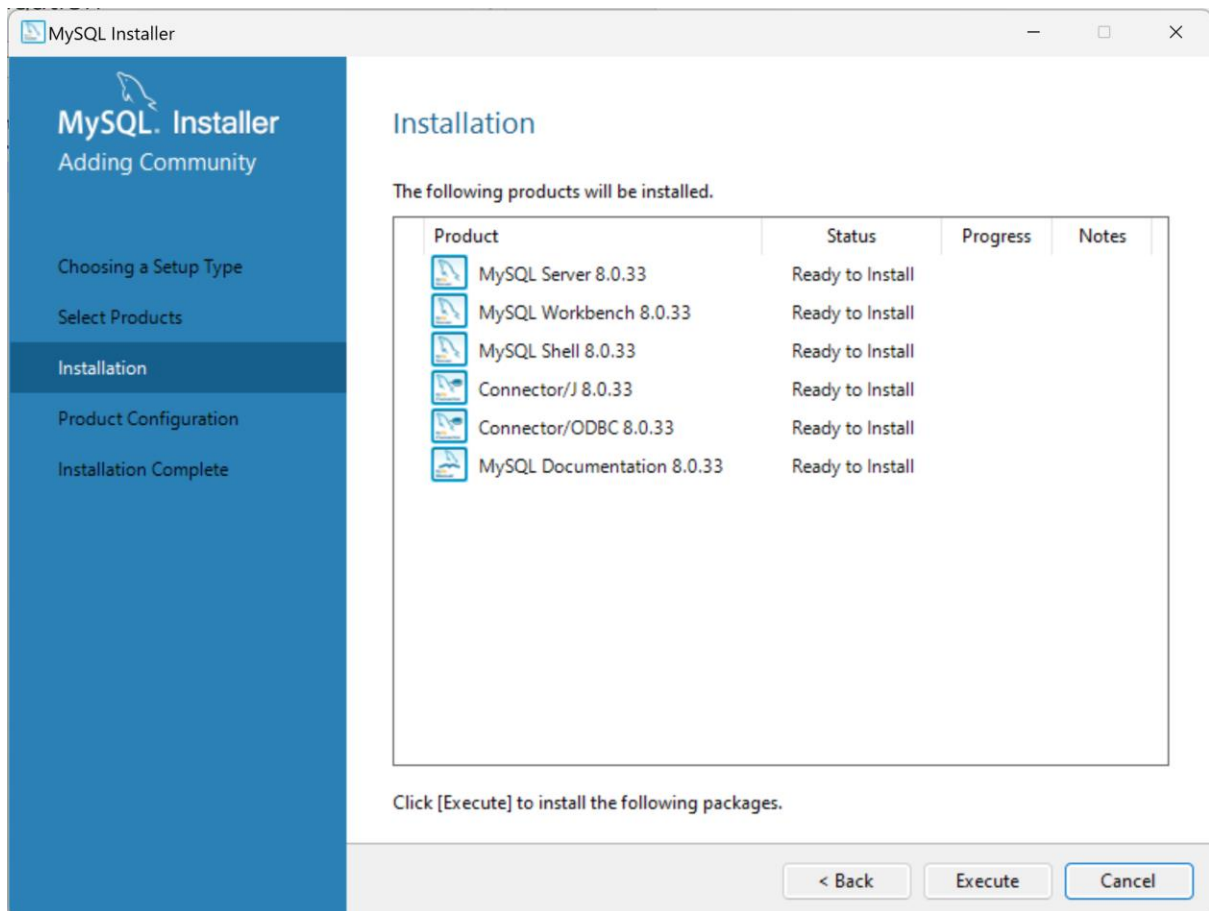 MySQL Installer
MySQL. Installer
Adding Community
Choosing a Setup Type
Select Products
Installation
Product Configuration
Installation Complete
Installation
The following products will be installed.
Product Status Progress Notes
MySQL Server 8.0.33 Ready to Install
MySQL Workbench 8.0.33 Ready to Install
MySQL Shell 8.0.33 Ready to Install
Connector/J 8.0.33 Ready to Install
Connector/ODBC 8.0.33 Ready to Install
MySQL Documentation 8.0.33 Ready to Install
Click [Execute] to install the following packages.
< Back Execute Cancel